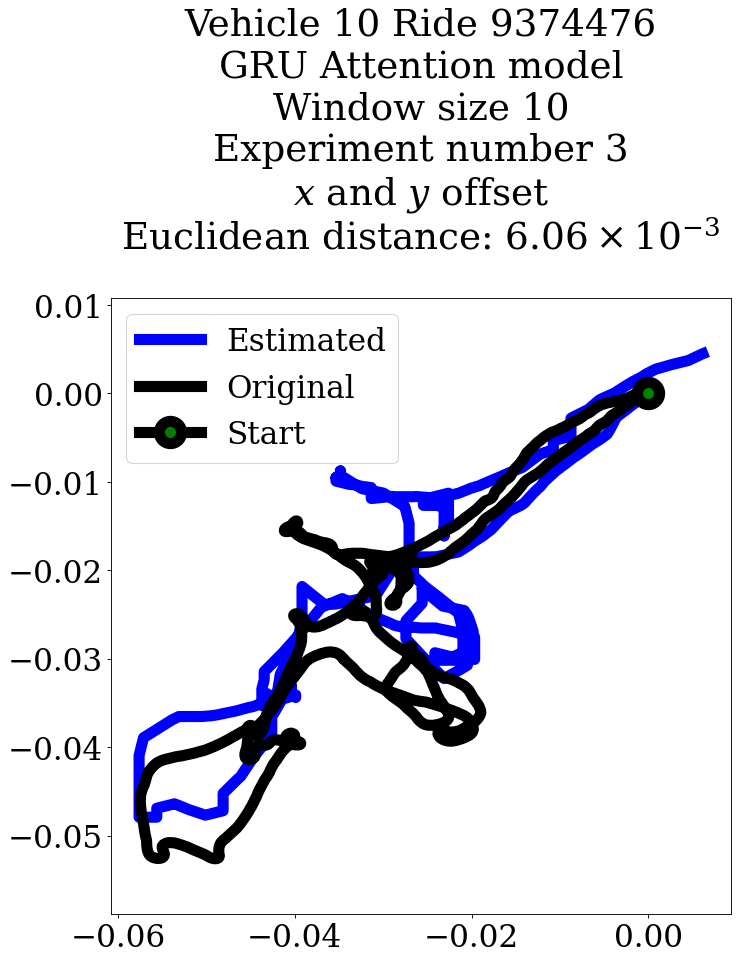 Vehicle 10 Ride 9374476
GRU Attention model
Window size 10
Experiment number 3
x and y offset
Euclidean distance: 6.06 × 10⁻³
Estimated
Original
Start
0.01
0.00
−0.01
−0.02
−0.03
−0.04
−0.05
−0.06 −0.04 −0.02 0.00